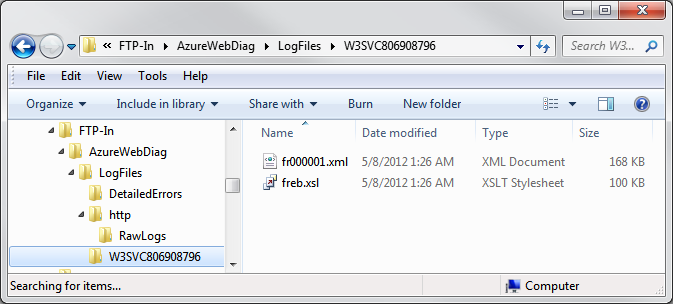 « FTP-In ▸ AzureWebDiag ▸ LogFiles ▸ W3SVC806908796
Search W3...
File Edit View Tools Help
Organize Include in library Share with Burn New folder
FTP-In
AzureWebDiag
LogFiles
DetailedErrors
http
RawLogs
W3SVC806908796
Name Date modified Type Size
fr000001.xml 5/8/2012 1:26 AM XML Document 168 KB
freb.xsl 5/8/2012 1:26 AM XSLT Stylesheet 100 KB
Searching for items... Computer